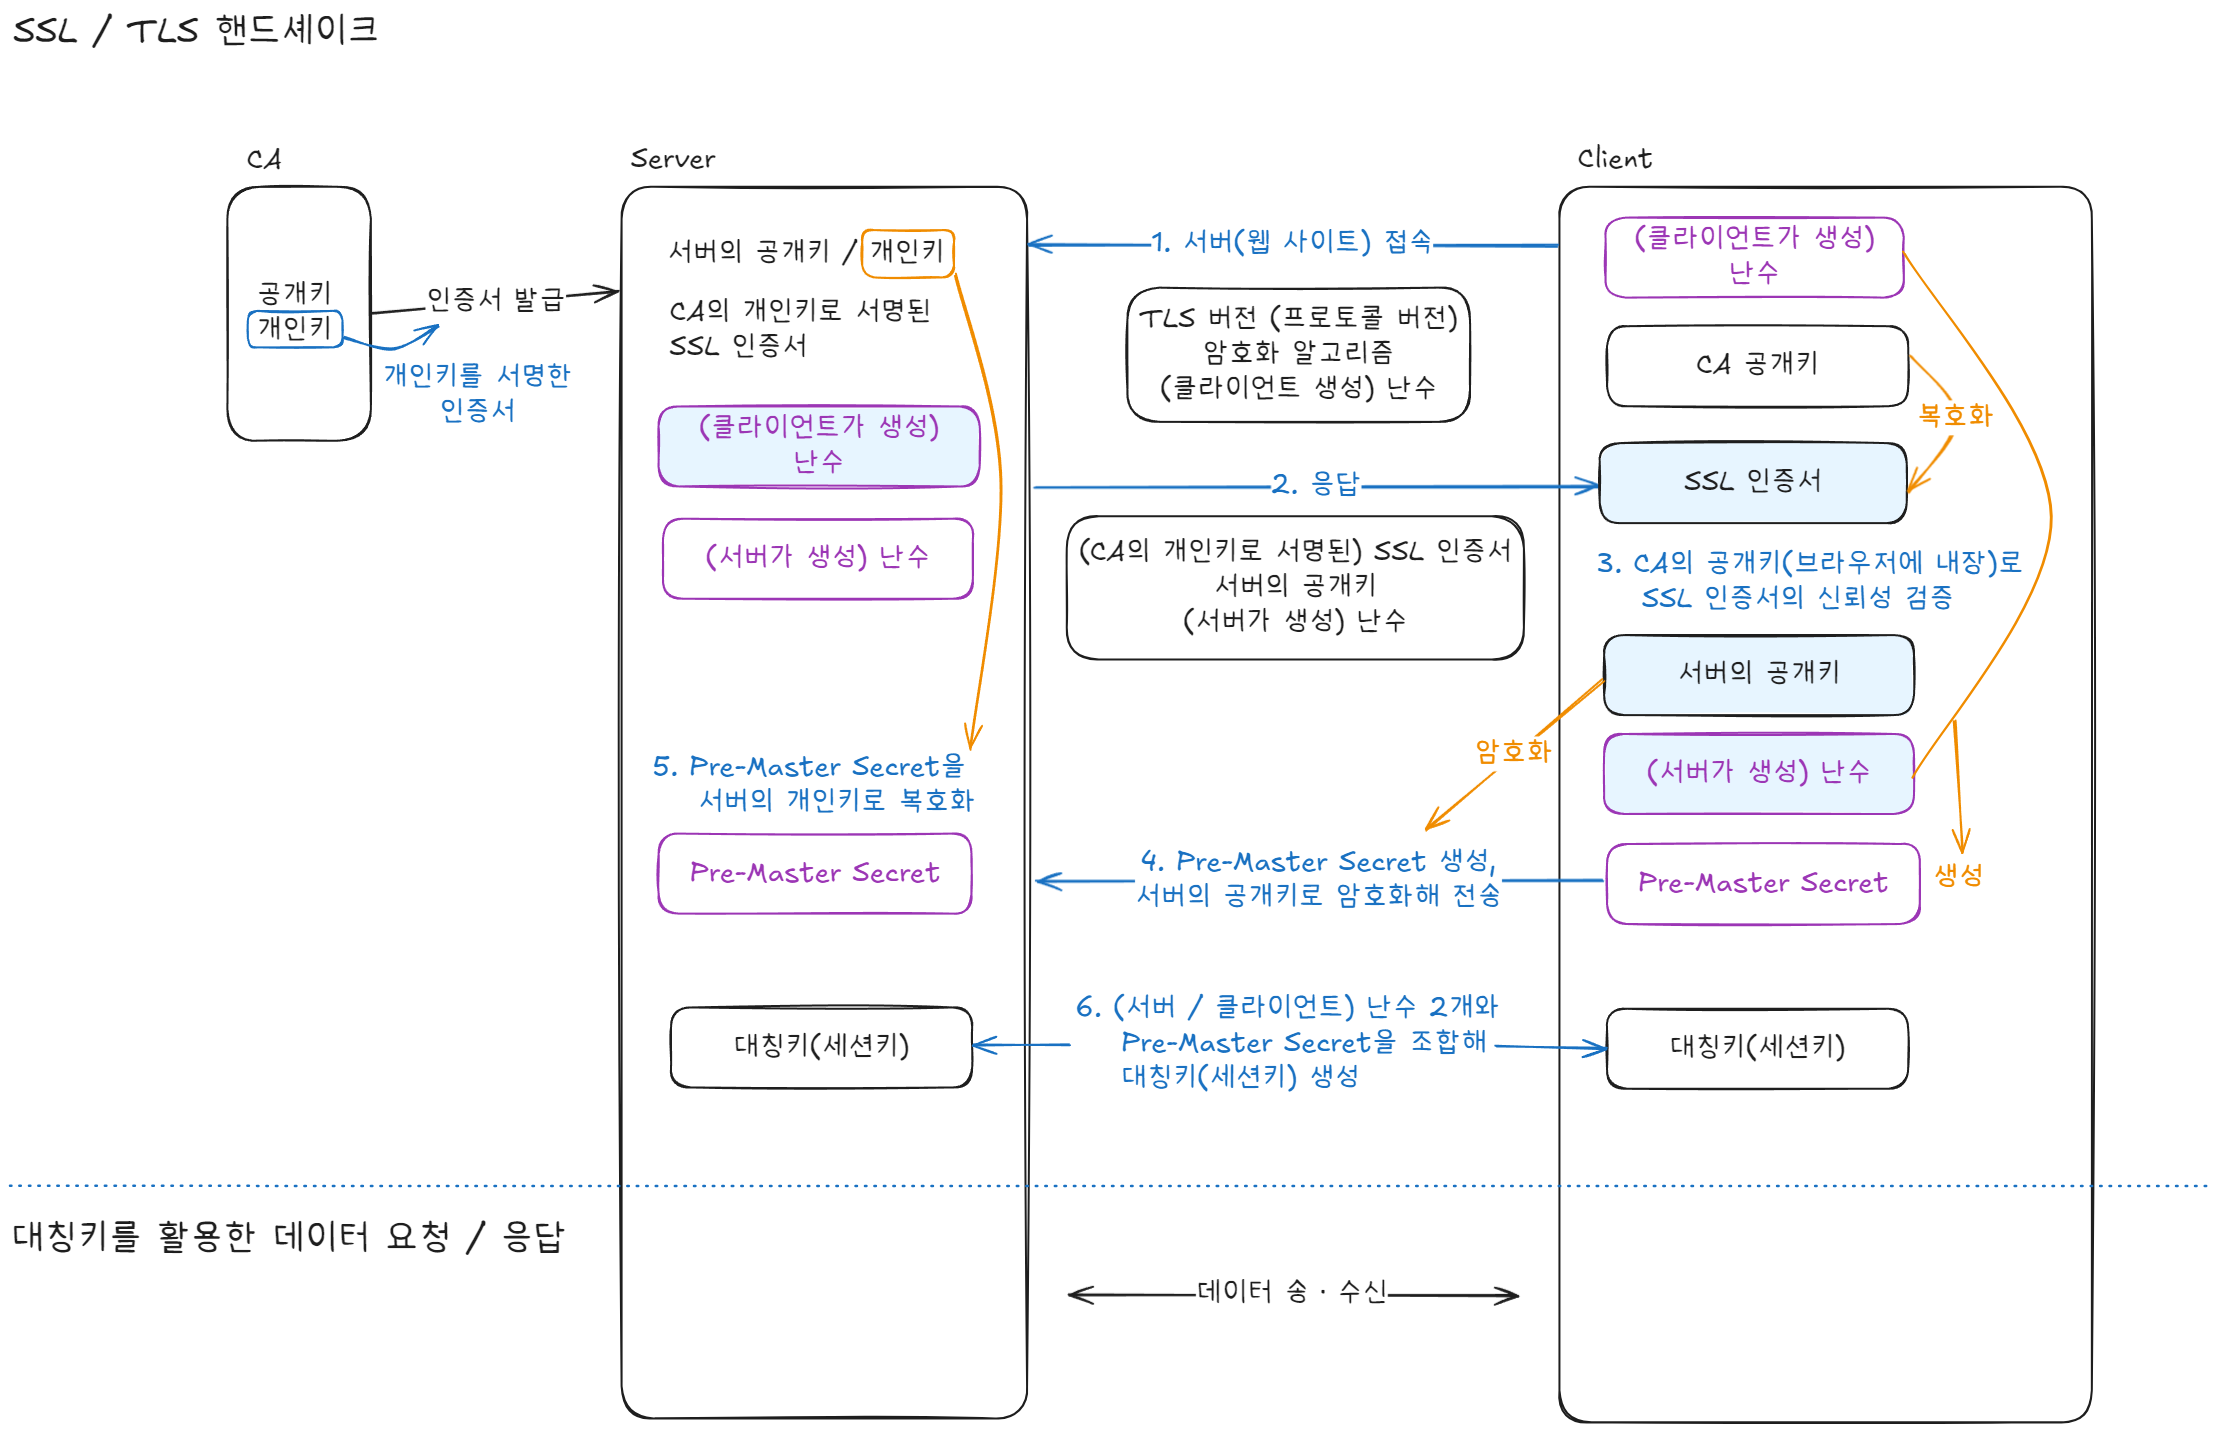 SSL / TLS 핸드셰이크
CA
공개키
개인키
인증서 발급
개인키를 서명한
인증서
Server
서버의 공개키 / 개인키
CA의 개인키로 서명된
SSL 인증서
(클라이언트가 생성)
난수
(서버가 생성) 난수
5. Pre-Master Secret을
서버의 개인키로 복호화
Pre-Master Secret
대칭키(세션키)
1. 서버(웹 사이트) 접속
TLS 버전 (프로토콜 버전)
암호화 알고리즘
(클라이언트 생성) 난수
2. 응답
(CA의 개인키로 서명된) SSL 인증서
서버의 공개키
(서버가 생성) 난수
암호화
4. Pre-Master Secret 생성,
서버의 공개키로 암호화해 전송
6. (서버 / 클라이언트) 난수 2개와
Pre-Master Secret을 조합해
대칭키(세션키) 생성
Client
(클라이언트가 생성)
난수
CA 공개키
복호화
SSL 인증서
3. CA의 공개키(브라우저에 내장)로
SSL 인증서의 신뢰성 검증
서버의 공개키
(서버가 생성) 난수
Pre-Master Secret
생성
대칭키(세션키)
대칭키를 활용한 데이터 요청 / 응답
데이터 송 · 수신